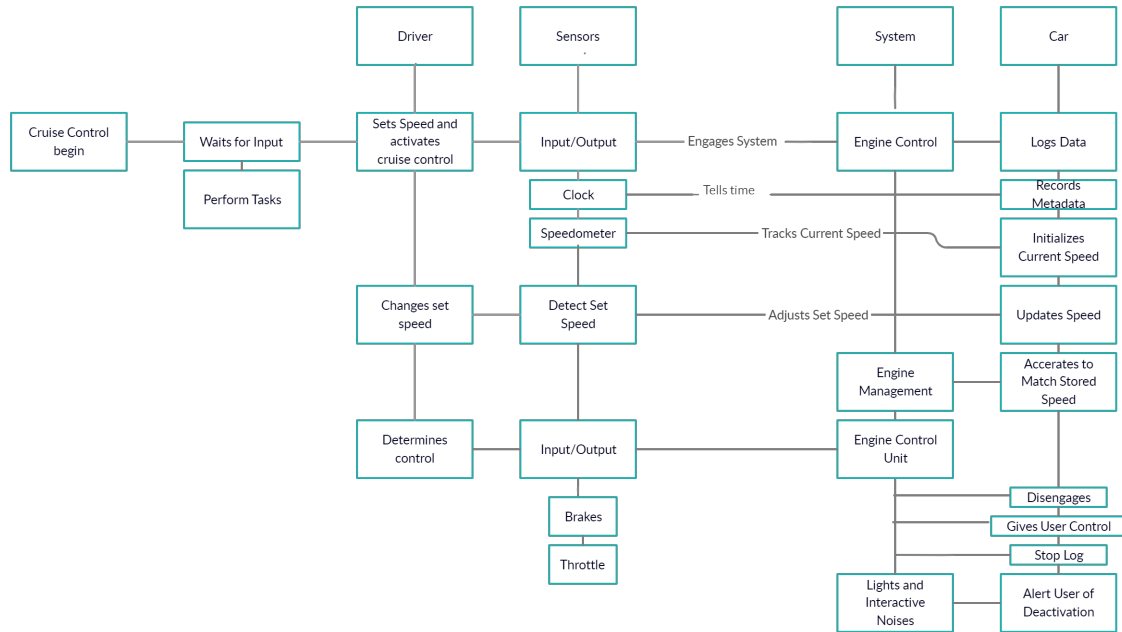 Driver
Sensors
.
System
Car
Cruise Control
begin
Waits for Input
Sets Speed and
activates
cruise control
Input/Output
Engages System
Engine Control
Logs Data
Perform Tasks
Clock
Tells time
Records
Metadata
Speedometer
Tracks Current Speed
Initializes
Current Speed
Changes set
speed
Detect Set
Speed
Adjusts Set Speed
Updates Speed
Engine
Management
Accerates to
Match Stored
Speed
Determines
control
Input/Output
Engine Control
Unit
Disengages
Brakes
Gives User Control
Stop Log
Throttle
Lights and
Interactive
Noises
Alert User of
Deactivation